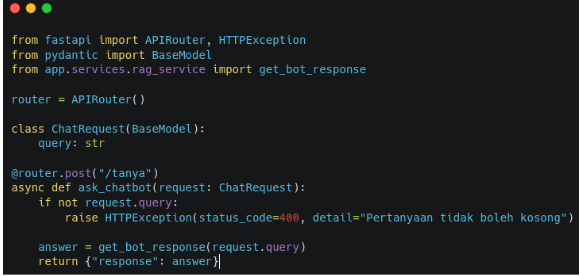 from fastapi import APIRouter, HTTPException
from pydantic import BaseModel
from app.services.rag_service import get_bot_response

router = APIRouter()

class ChatRequest(BaseModel):
    query: str

@router.post("/tanya")
async def ask_chatbot(request: ChatRequest):
    if not request.query:
        raise HTTPException(status_code=400, detail="Pertanyaan tidak boleh kosong")

    answer = get_bot_response(request.query)
    return {"response": answer}